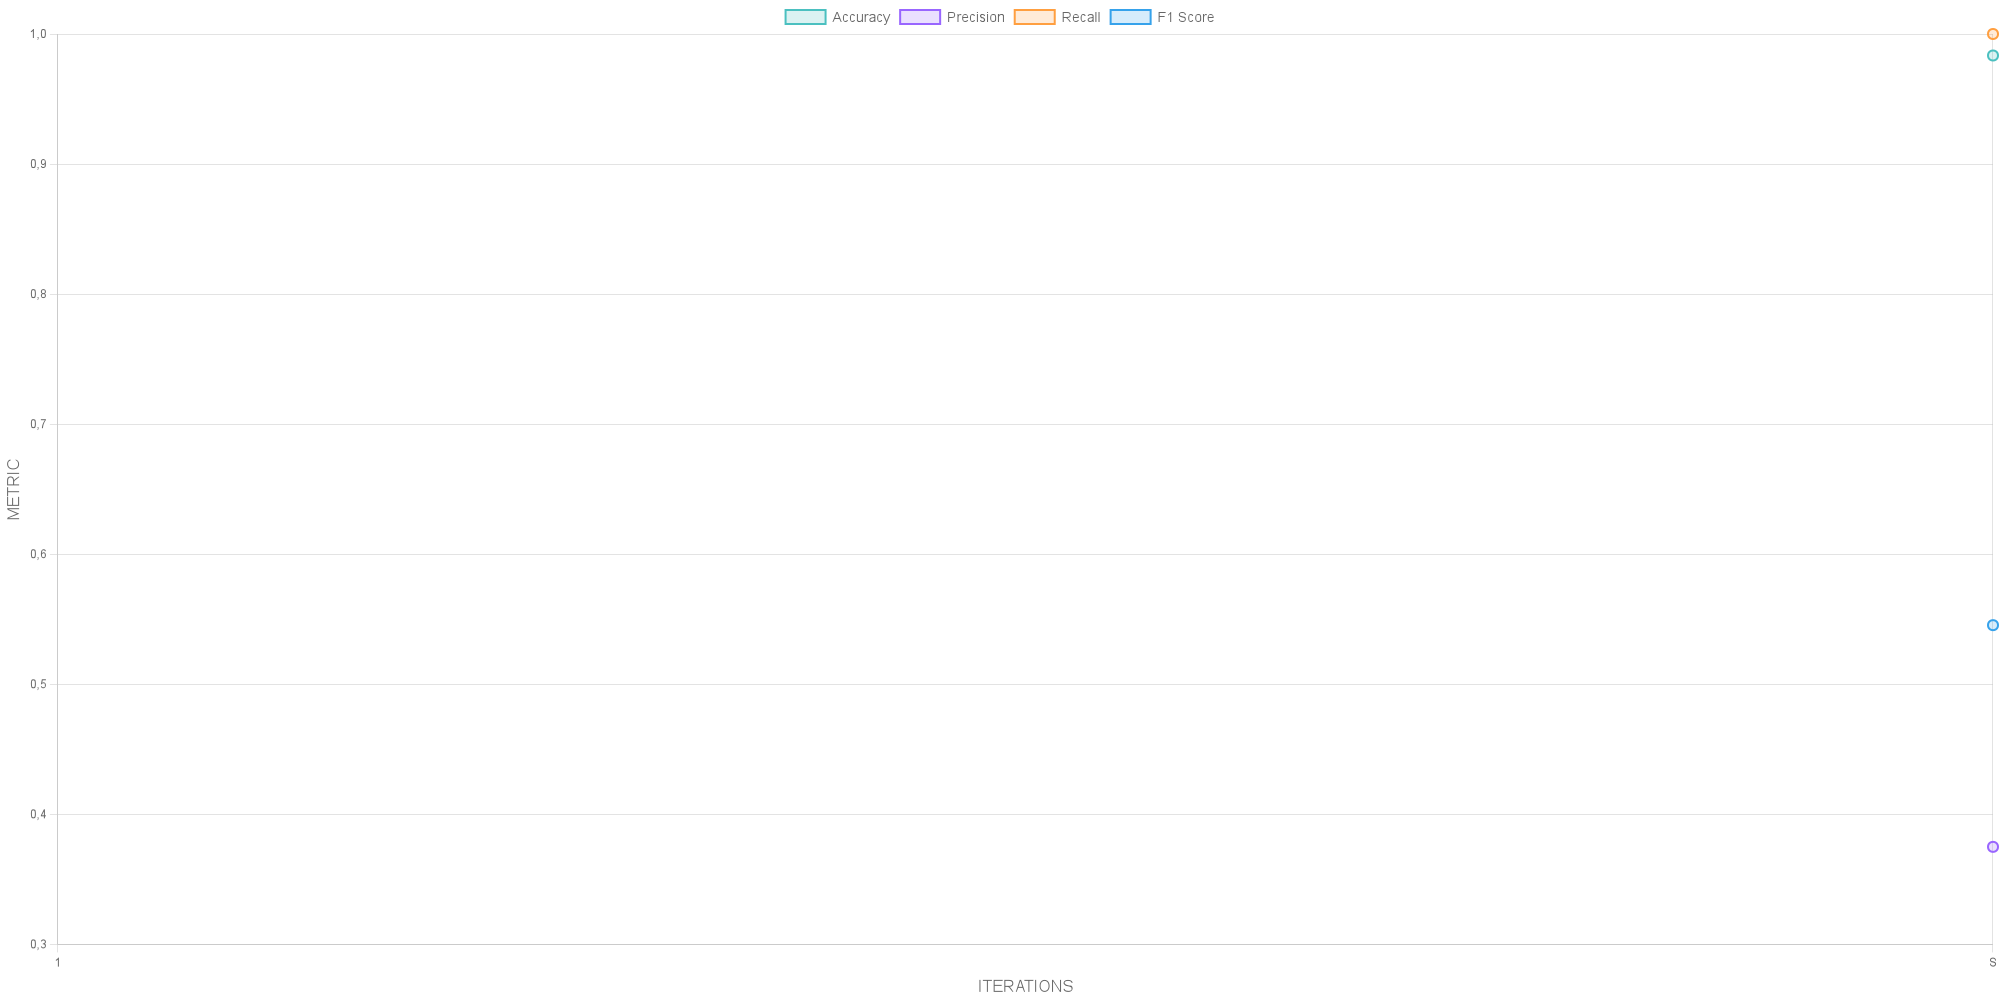 Accuracy Precision Recall F1 Score
1,0
0,9
0,8
0,7
0,6
0,5
0,4
0,3
METRIC
1 S
ITERATIONS